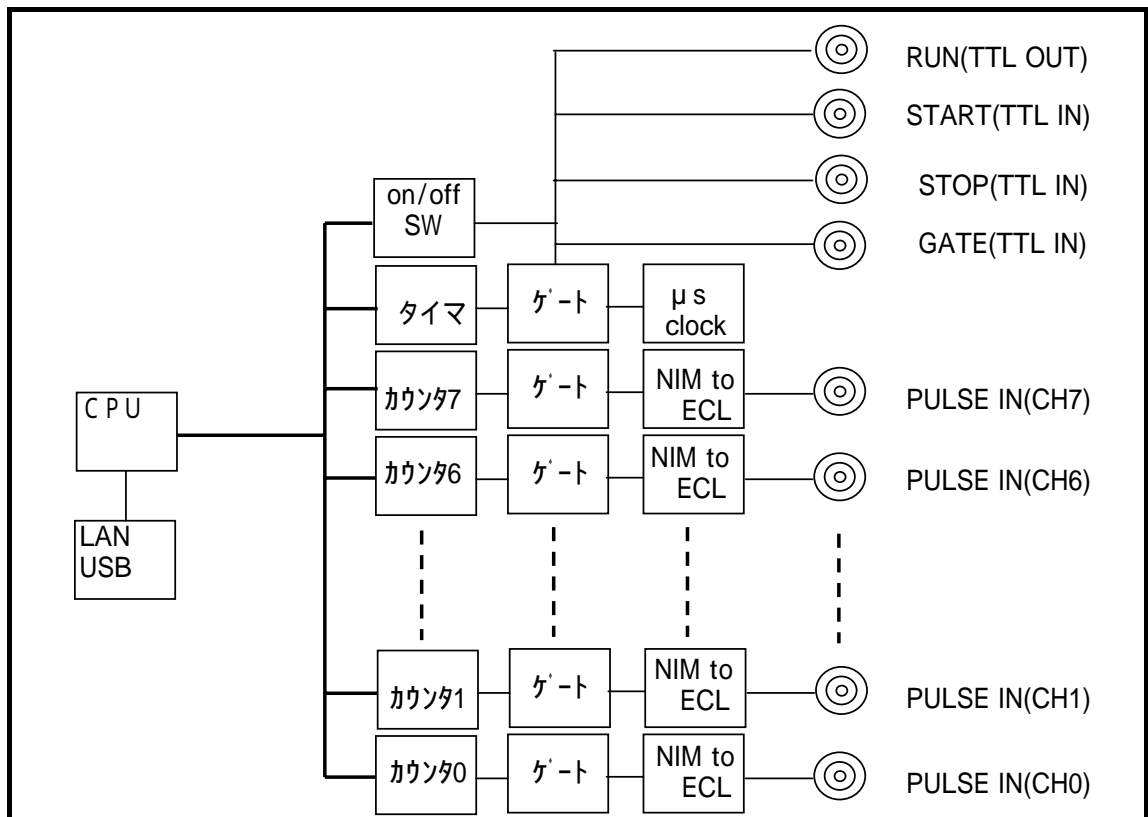 RUN(TTL OUT)
START(TTL IN)
STOP(TTL IN)
GATE(TTL IN)
on/off
SW
タイマ
ｹﾞｰﾄ
μs
clock
ｶｳﾝﾀ7
ｹﾞｰﾄ
NIM to
ECL
PULSE IN(CH7)
CPU
LAN
USB
ｶｳﾝﾀ6
ｹﾞｰﾄ
NIM to
ECL
PULSE IN(CH6)
ｶｳﾝﾀ1
ｹﾞｰﾄ
NIM to
ECL
PULSE IN(CH1)
ｶｳﾝﾀ0
ｹﾞｰﾄ
NIM to
ECL
PULSE IN(CH0)